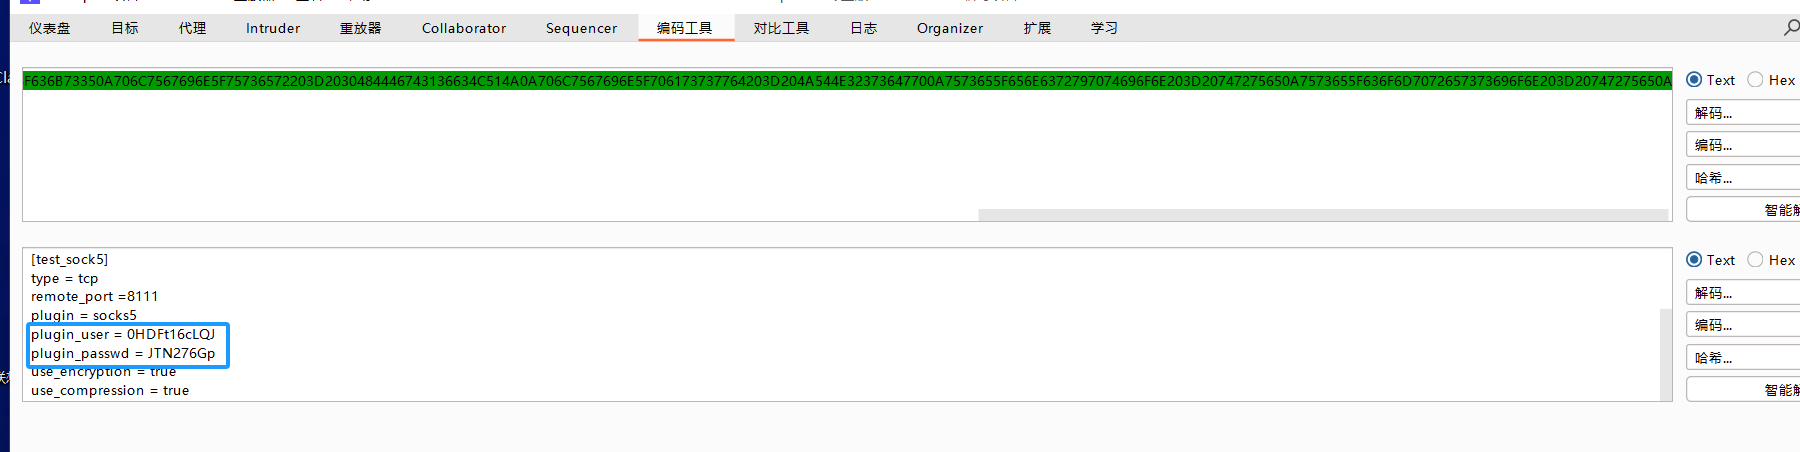 仪表盘 目标 代理 Intruder 重放器 Collaborator Sequencer 编码工具 对比工具 日志 Organizer 扩展 学习
F636B73350A706C7567696E5F75736572203D2030484446743136634C514A0A706C7567696E5F706173737764203D204A544E32373647700A7573655F656E6372797074696F6E203D20747275650A7573655F636F6D7072657373696F6E203D20747275650A
Text Hex
解码...
编码...
哈希...
智能解
[test_sock5]
type = tcp
remote_port =8111
plugin = socks5
plugin_user = 0HDFt16cLQJ
plugin_passwd = JTN276Gp
use_encryption = true
use_compression = true
Text Hex
解码...
编码...
哈希...
智能解